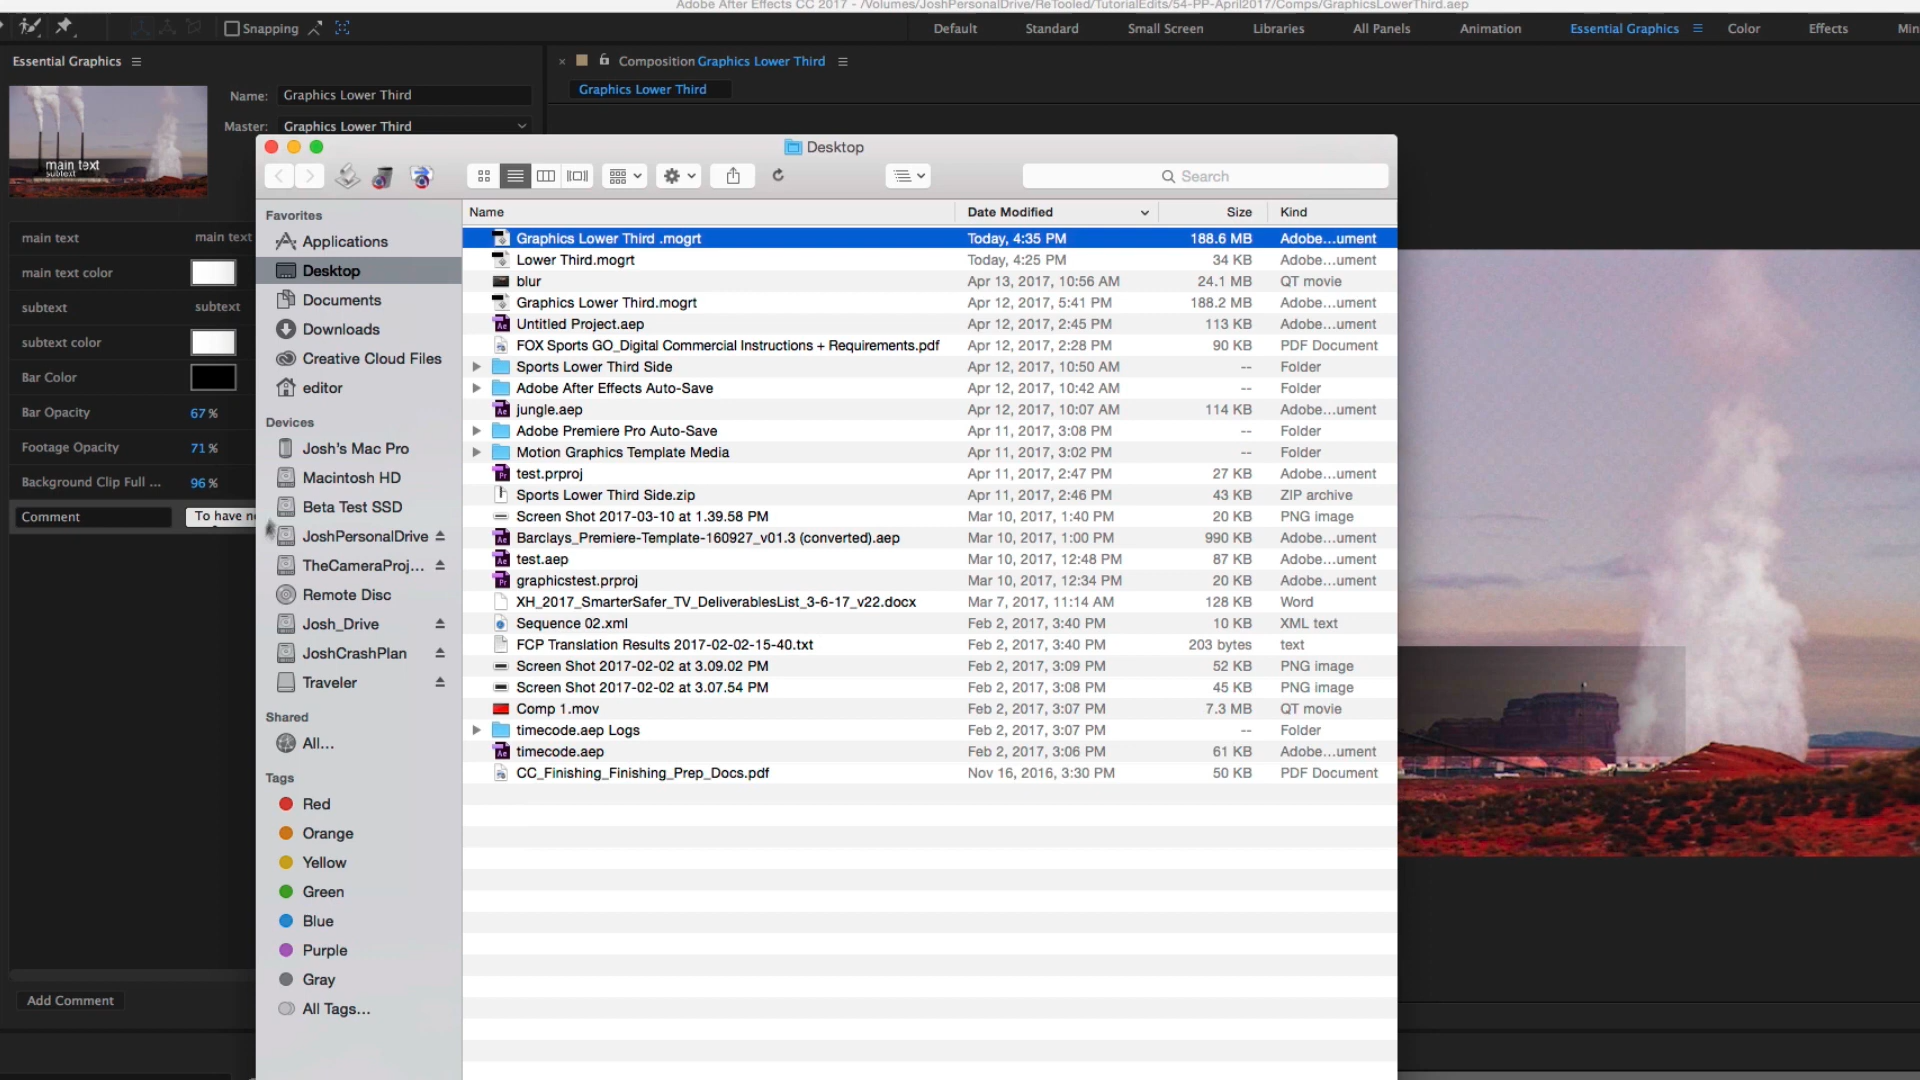 Adobe After Effects CC 2017 - /Volumes/JoshPersonalDrive/ReTooled/TutorialEdits/54-PP-April2017/Comps/GraphicsLowerThird.aep
Snapping
Default
Standard
Small Screen
Libraries
All Panels
Animation
Essential Graphics
Color
Effects
Min
Essential Graphics
Composition Graphics Lower Third
Graphics Lower Third
Name: Graphics Lower Third
Master: Graphics Lower Third
main text
subtext
main text main text
main text color
subtext subtext
subtext color
Bar Color
Bar Opacity 67 %
Footage Opacity 71 %
Background Clip Full ... 96 %
Comment To have n
Add Comment
Desktop
Search
Favorites
Applications
Desktop
Documents
Downloads
Creative Cloud Files
editor
Devices
Josh's Mac Pro
Macintosh HD
Beta Test SSD
JoshPersonalDrive
TheCameraProj...
Remote Disc
Josh_Drive
JoshCrashPlan
Traveler
Shared
All...
Tags
Red
Orange
Yellow
Green
Blue
Purple
Gray
All Tags...
Name Date Modified Size Kind
Graphics Lower Third .mogrt Today, 4:35 PM 188.6 MB Adobe...ument
Lower Third.mogrt Today, 4:25 PM 34 KB Adobe...ument
blur Apr 13, 2017, 10:56 AM 24.1 MB QT movie
Graphics Lower Third.mogrt Apr 12, 2017, 5:41 PM 188.2 MB Adobe...ument
Untitled Project.aep Apr 12, 2017, 2:45 PM 113 KB Adobe...ument
FOX Sports GO_Digital Commercial Instructions + Requirements.pdf Apr 12, 2017, 2:28 PM 90 KB PDF Document
Sports Lower Third Side Apr 12, 2017, 10:50 AM -- Folder
Adobe After Effects Auto-Save Apr 12, 2017, 10:42 AM -- Folder
jungle.aep Apr 12, 2017, 10:07 AM 114 KB Adobe...ument
Adobe Premiere Pro Auto-Save Apr 11, 2017, 3:08 PM -- Folder
Motion Graphics Template Media Apr 11, 2017, 3:02 PM -- Folder
test.prproj Apr 11, 2017, 2:47 PM 27 KB Adobe...ument
Sports Lower Third Side.zip Apr 11, 2017, 2:46 PM 43 KB ZIP archive
Screen Shot 2017-03-10 at 1.39.58 PM Mar 10, 2017, 1:40 PM 20 KB PNG image
Barclays_Premiere-Template-160927_v01.3 (converted).aep Mar 10, 2017, 1:00 PM 990 KB Adobe...ument
test.aep Mar 10, 2017, 12:48 PM 87 KB Adobe...ument
graphicstest.prproj Mar 10, 2017, 12:34 PM 20 KB Adobe...ument
XH_2017_SmarterSafer_TV_DeliverablesList_3-6-17_v22.docx Mar 7, 2017, 11:14 AM 128 KB Word
Sequence 02.xml Feb 2, 2017, 3:40 PM 10 KB XML text
FCP Translation Results 2017-02-02-15-40.txt Feb 2, 2017, 3:40 PM 203 bytes text
Screen Shot 2017-02-02 at 3.09.02 PM Feb 2, 2017, 3:09 PM 52 KB PNG image
Screen Shot 2017-02-02 at 3.07.54 PM Feb 2, 2017, 3:08 PM 45 KB PNG image
Comp 1.mov Feb 2, 2017, 3:07 PM 7.3 MB QT movie
timecode.aep Logs Feb 2, 2017, 3:07 PM -- Folder
timecode.aep Feb 2, 2017, 3:06 PM 61 KB Adobe...ument
CC_Finishing_Finishing_Prep_Docs.pdf Nov 16, 2016, 3:30 PM 50 KB PDF Document